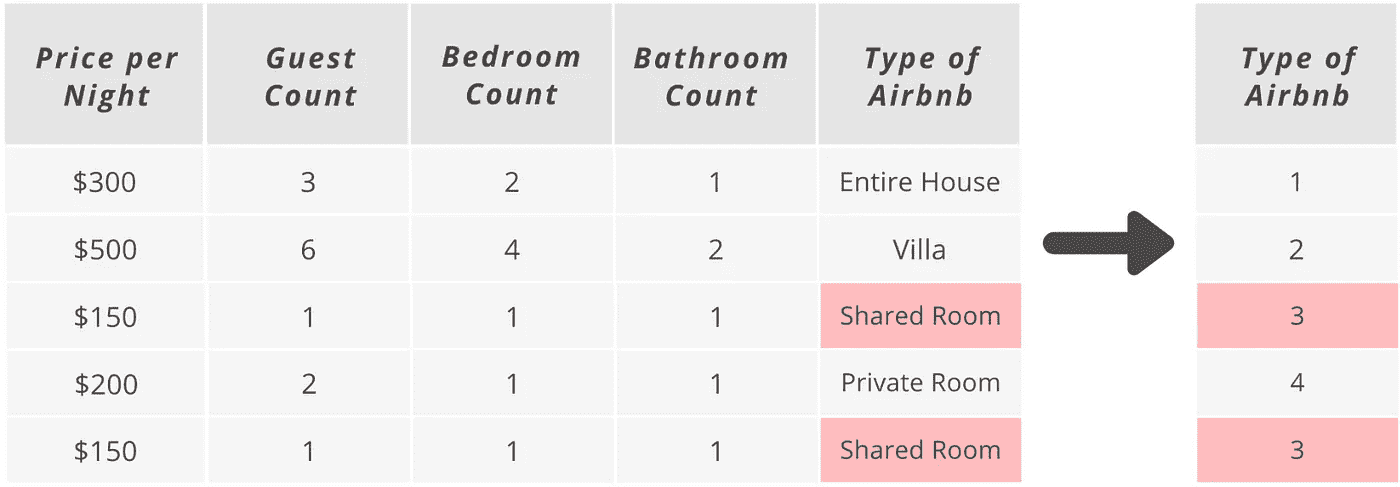 Price per Night Guest Count Bedroom Count Bathroom Count Type of Airbnb Type of Airbnb
$300 3 2 1 Entire House 1
$500 6 4 2 Villa 2
$150 1 1 1 Shared Room 3
$200 2 1 1 Private Room 4
$150 1 1 1 Shared Room 3